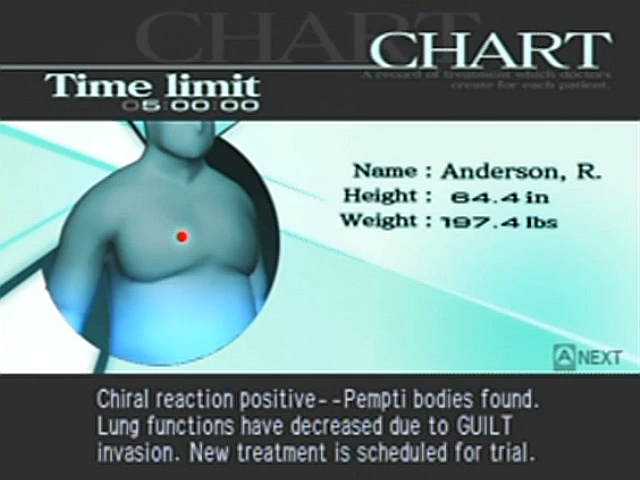 CHART
CHART
A record of treatment which doctors
create for each patient.
Time limit
05:00:00
Name : Anderson, R.
Height : 64.4 in
Weight : 197.4 lbs
A NEXT
Chiral reaction positive--Pempti bodies found.
Lung functions have decreased due to GUILT
invasion. New treatment is scheduled for trial.